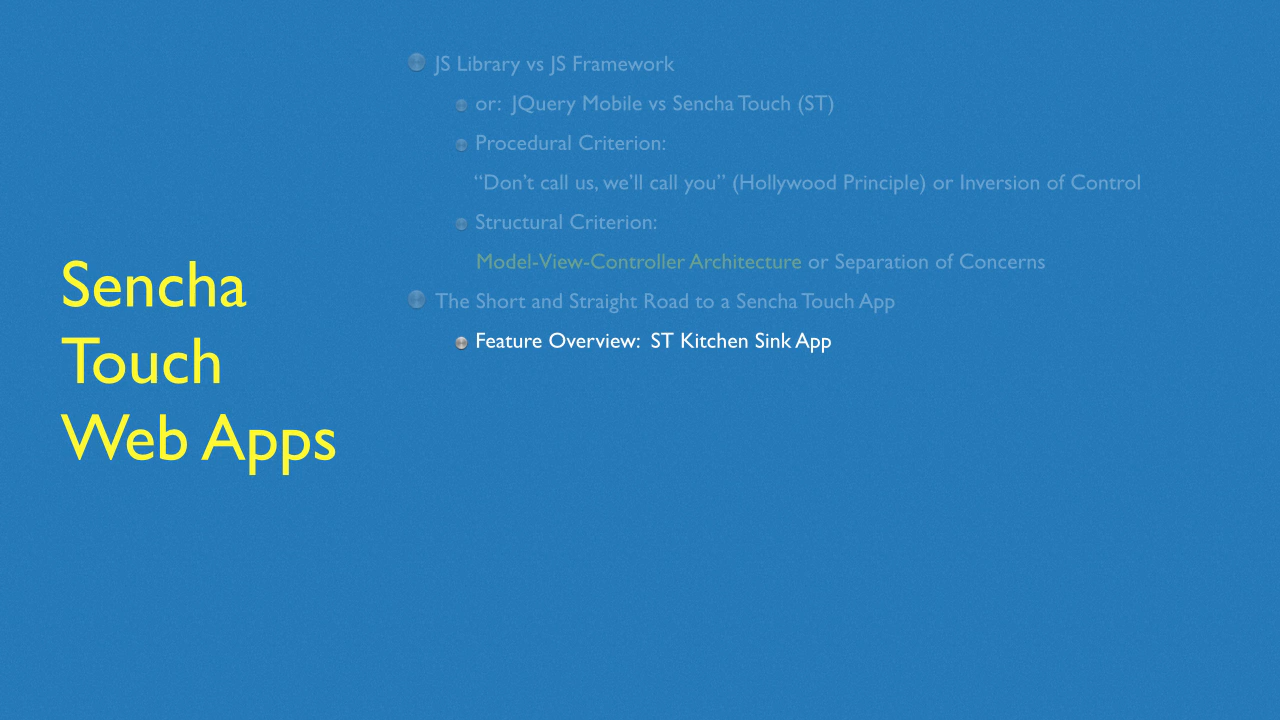 Sencha
Touch
Web Apps
JS Library vs JS Framework
or: JQuery Mobile vs Sencha Touch (ST)
Procedural Criterion:
“Don’t call us, we’ll call you” (Hollywood Principle) or Inversion of Control
Structural Criterion:
Model-View-Controller Architecture or Separation of Concerns
The Short and Straight Road to a Sencha Touch App
Feature Overview: ST Kitchen Sink App